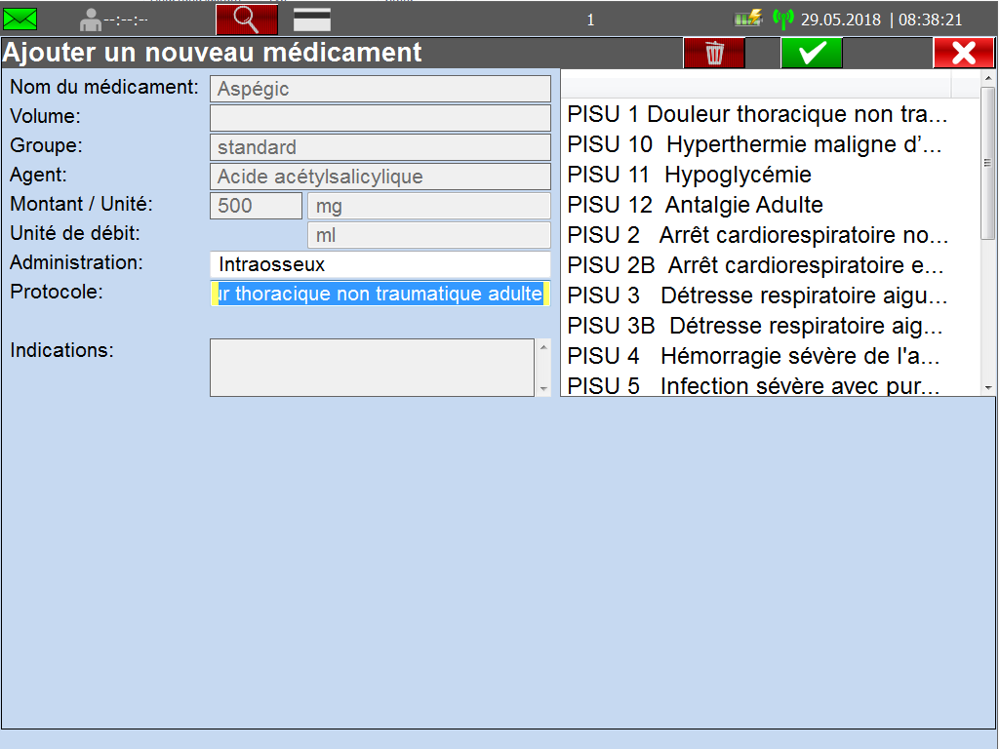 --:--:--
1
29.05.2018 | 08:38:21
Ajouter un nouveau médicament
Nom du médicament: Aspégic
Volume:
Groupe: standard
Agent: Acide acétylsalicylique
Montant / Unité: 500 mg
Unité de débit: ml
Administration: Intraosseux
Protocole: ur thoracique non traumatique adulte
Indications:
PISU 1 Douleur thoracique non tra...
PISU 10 Hyperthermie maligne d’...
PISU 11 Hypoglycémie
PISU 12 Antalgie Adulte
PISU 2 Arrêt cardiorespiratoire no...
PISU 2B Arrêt cardiorespiratoire e...
PISU 3 Détresse respiratoire aigu...
PISU 3B Détresse respiratoire aig...
PISU 4 Hémorragie sévère de l'a...
PISU 5 Infection sévère avec pur...